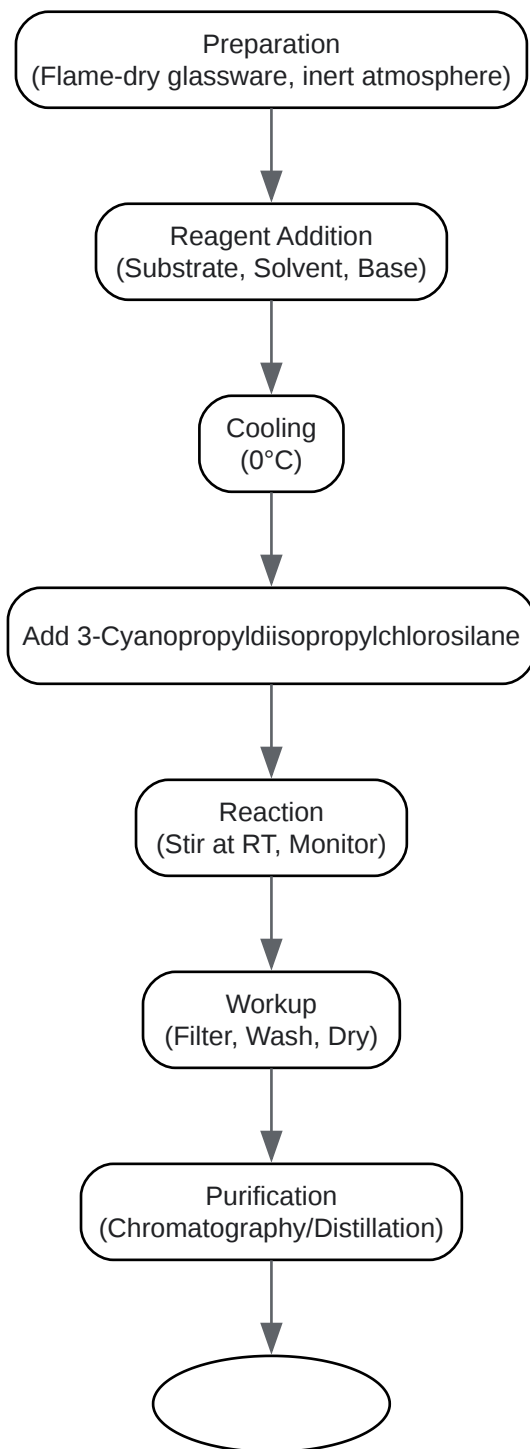 Preparation
(Flame-dry glassware, inert atmosphere)
Reagent Addition
(Substrate, Solvent, Base)
Cooling
(0°C)
Add 3-Cyanopropyldiisopropylchlorosilane
Reaction
(Stir at RT, Monitor)
Workup
(Filter, Wash, Dry)
Purification
(Chromatography/Distillation)